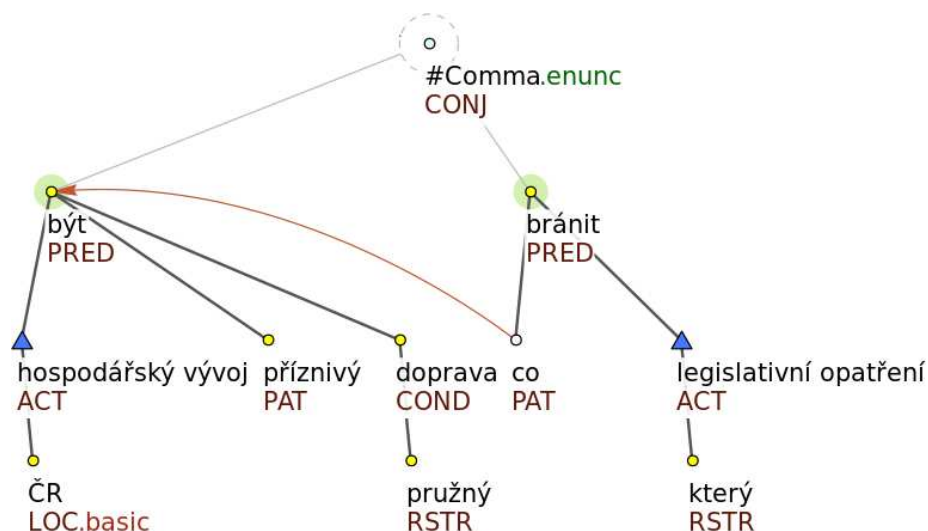 #Comma.enunc
CONJ
být
PRED
bránit
PRED
hospodářský vývoj
ACT
příznivý
PAT
doprava
COND
co
PAT
legislativní opatření
ACT
ČR
LOC.basic
pružný
RSTR
který
RSTR